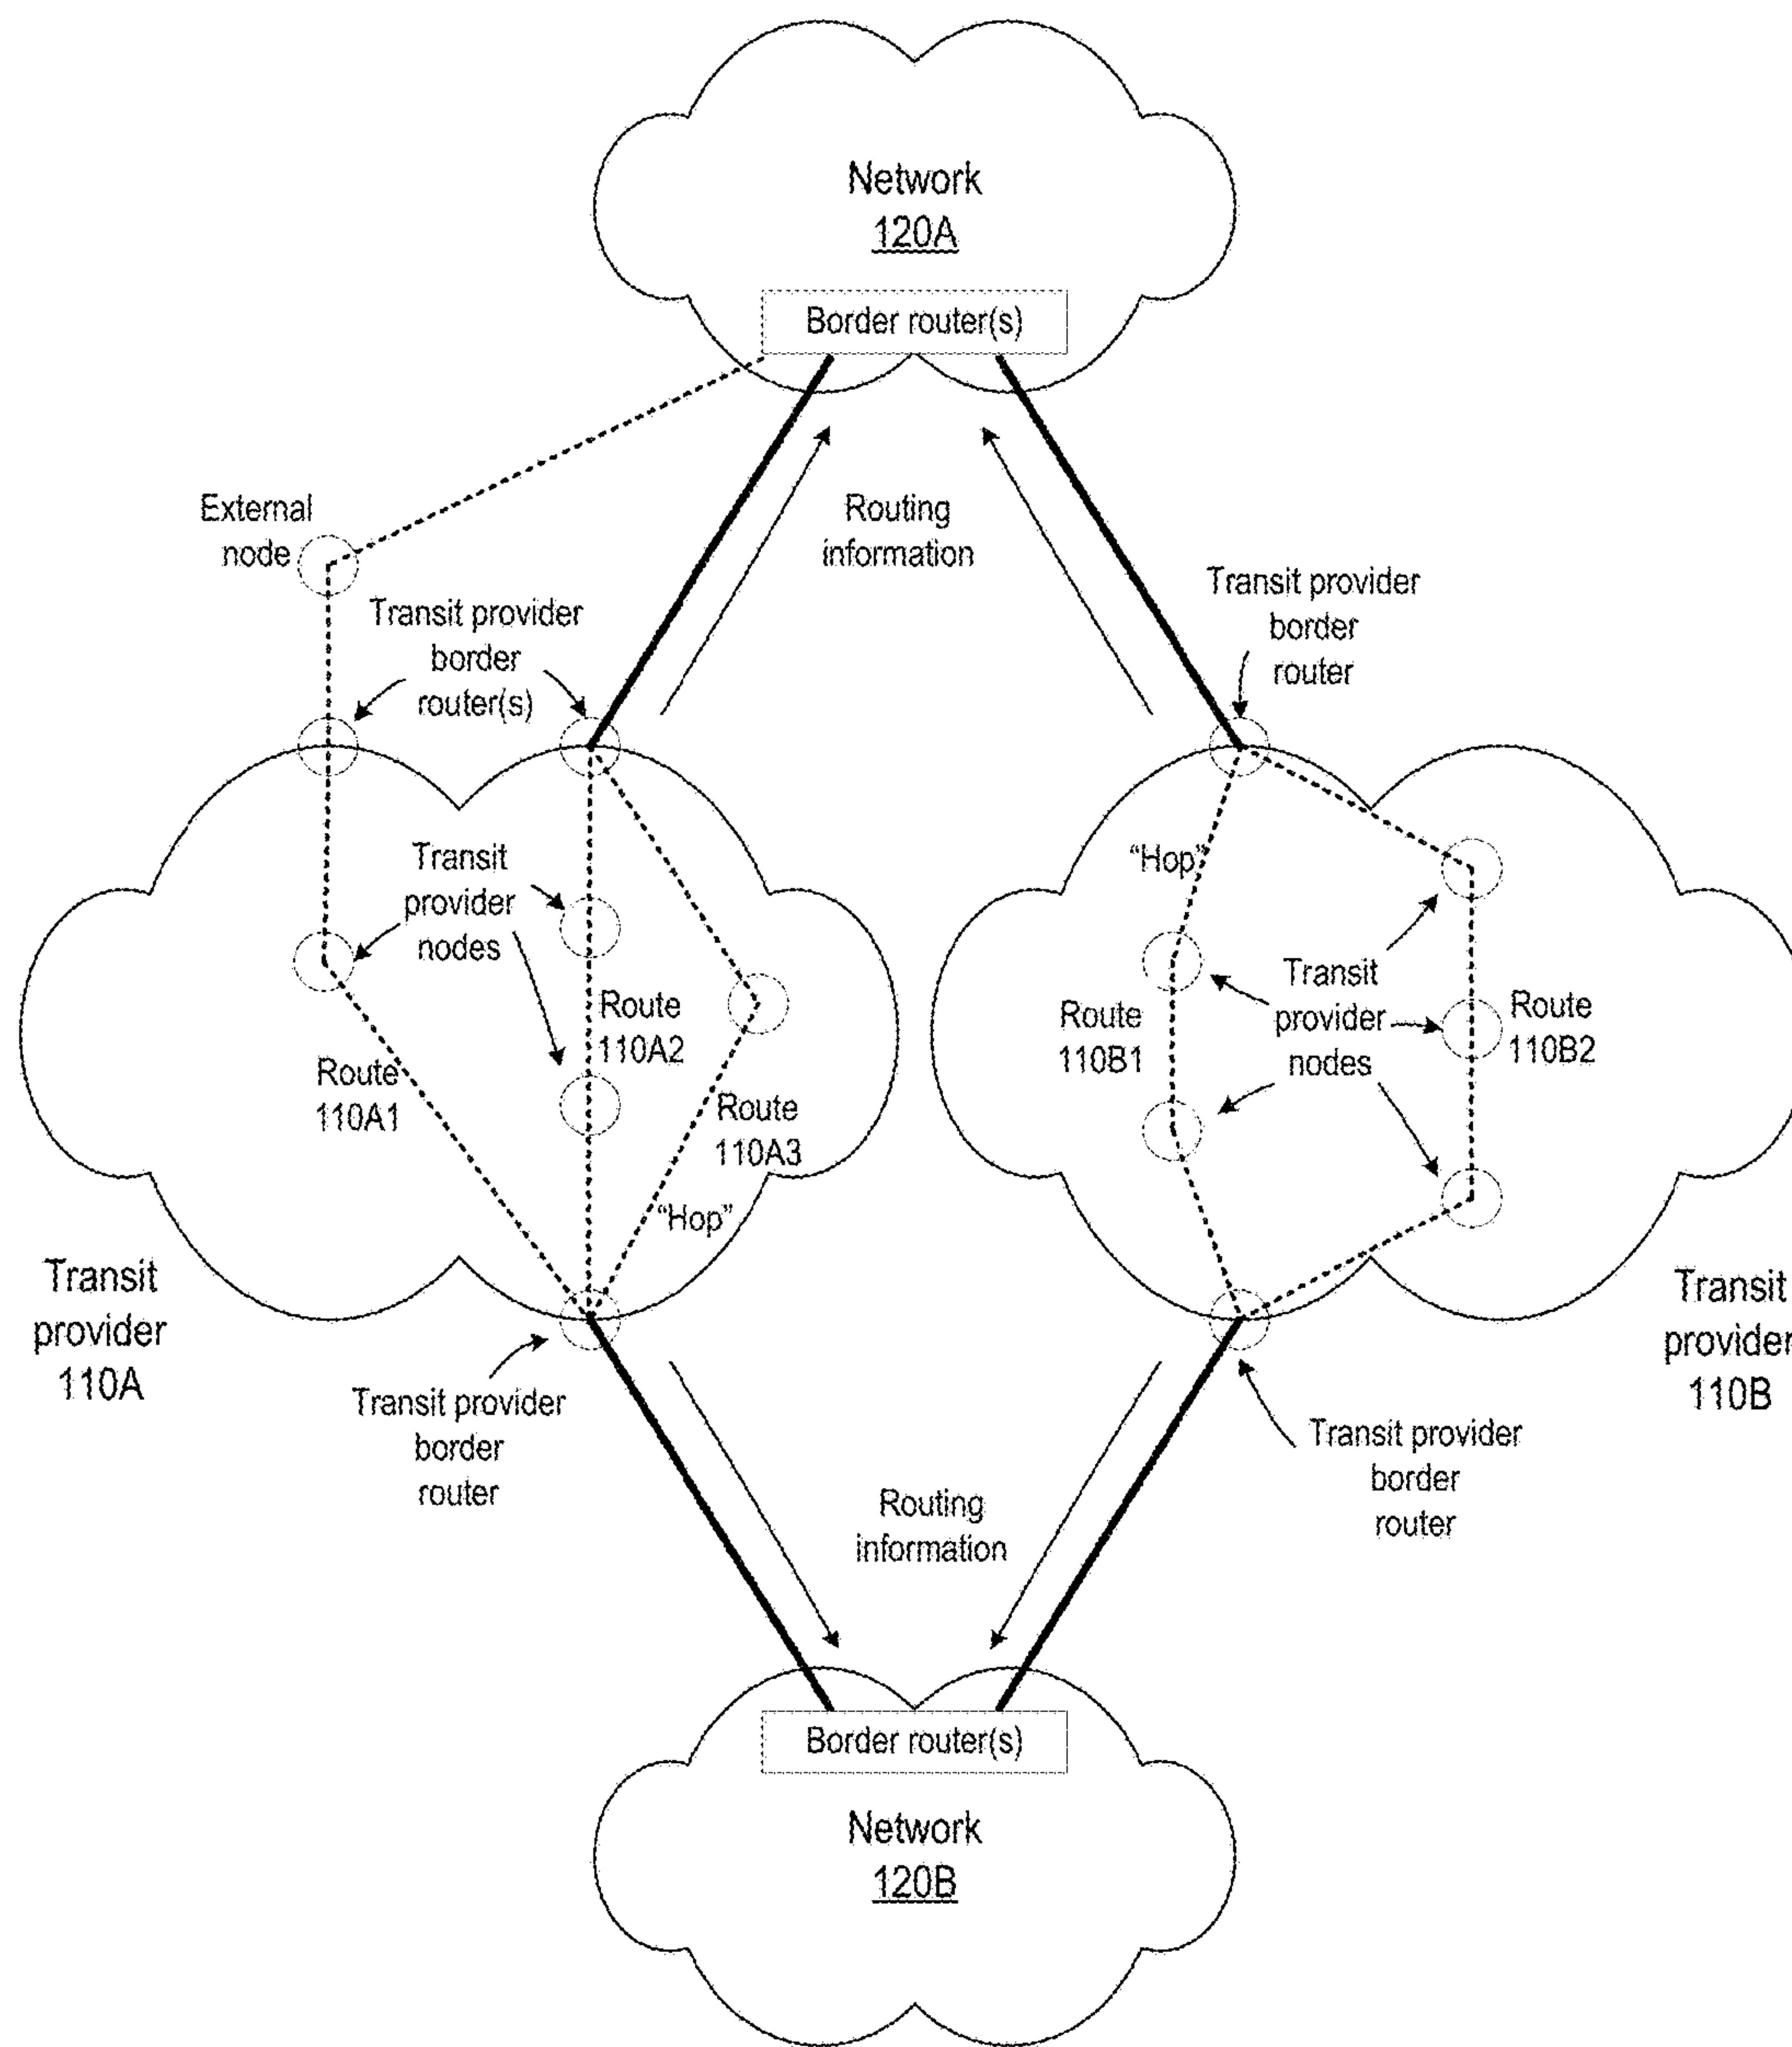 Network
120A
Border router(s)
External
node
Routing
information
Transit provider
border
router(s)
Transit provider
border
router
Transit
provider
nodes
"Hop"
Route
110A2
Route
110A1
Route
110A3
"Hop"
Transit
provider
nodes
Route
110B1
Route
110B2
Transit
provider
110A
Transit
provider
110B
Transit provider
border
router
Transit provider
border
router
Routing
information
Border router(s)
Network
120B